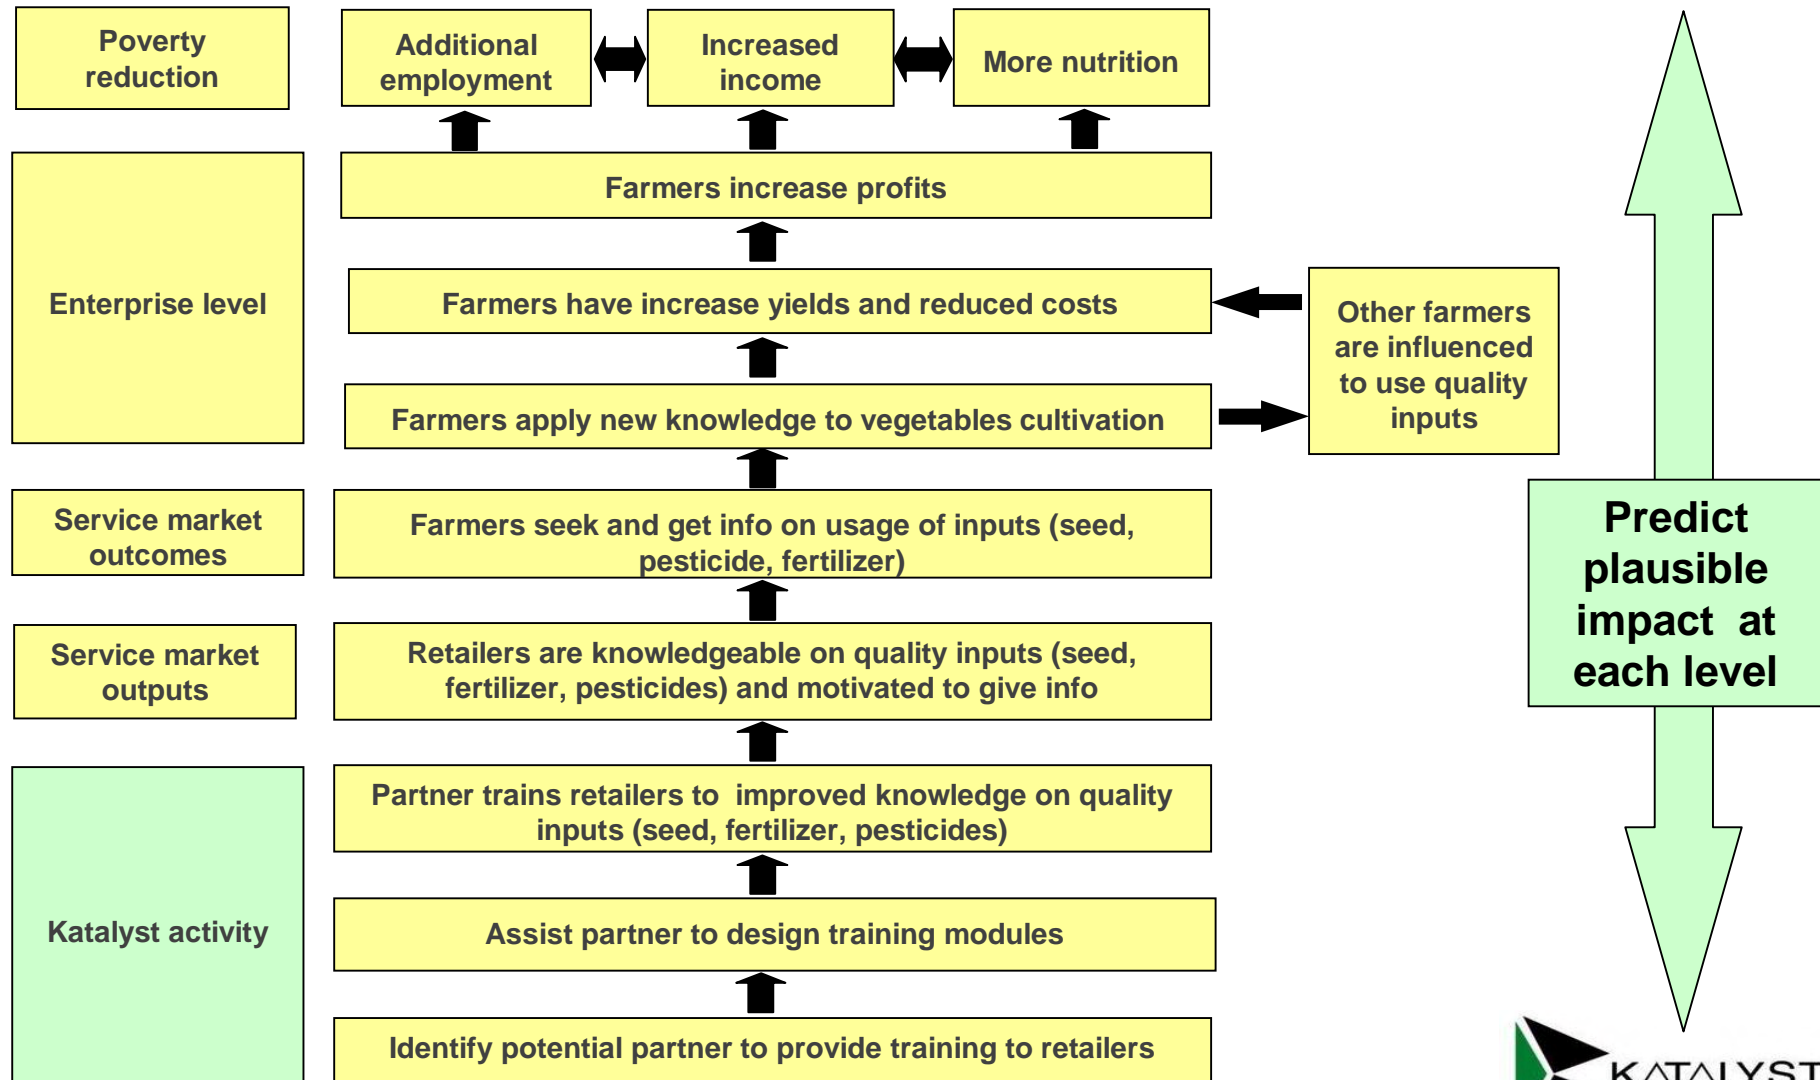 Poverty
reduction
Additional
employment
Increased
income
More nutrition
Enterprise level
Farmers increase profits
Farmers have increase yields and reduced costs
Farmers apply new knowledge to vegetables cultivation
Other farmers
are influenced
to use quality
inputs
Service market
outcomes
Farmers seek and get info on usage of inputs (seed,
pesticide, fertilizer)
Service market
outputs
Retailers are knowledgeable on quality inputs (seed,
fertilizer, pesticides) and motivated to give info
Katalyst activity
Partner trains retailers to  improved knowledge on quality
inputs (seed, fertilizer, pesticides)
Assist partner to design training modules
Identify potential partner to provide training to retailers
Predict
plausible
impact  at
each level
KATALYST